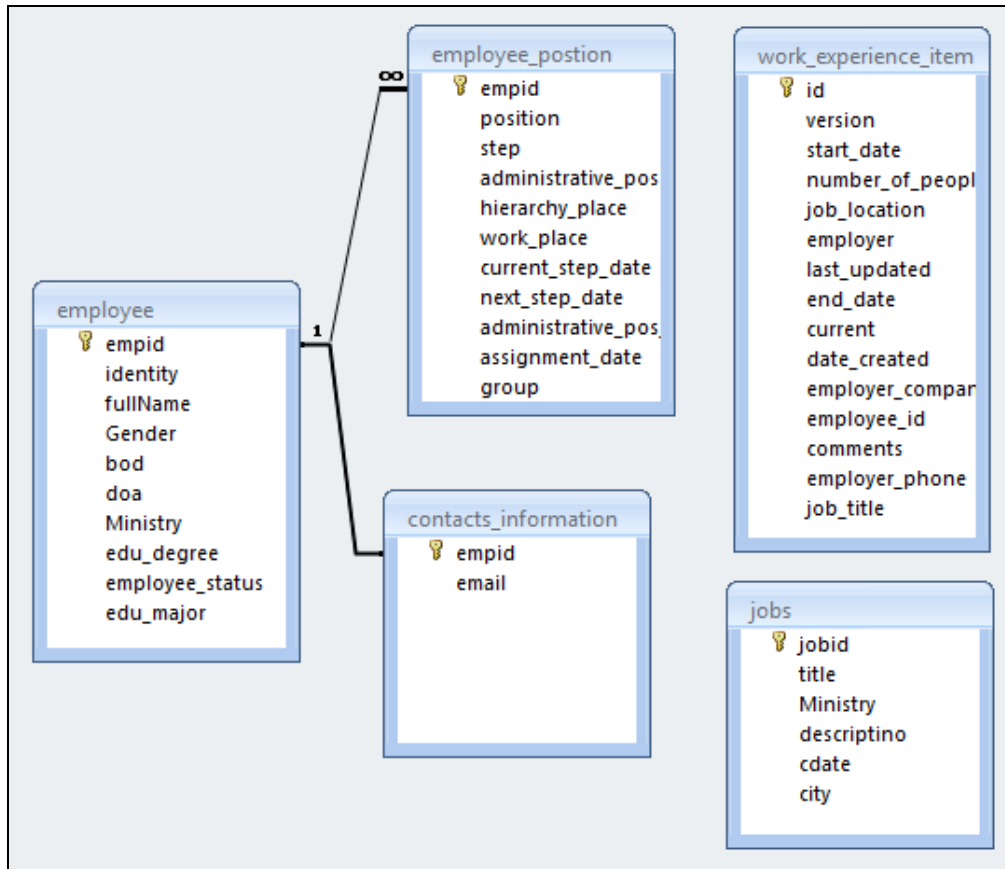 employee_postion
empid
position
step
administrative_pos
hierarchy_place
work_place
current_step_date
next_step_date
administrative_pos_
assignment_date
group
work_experience_item
id
version
start_date
number_of_peopl
job_location
employer
last_updated
end_date
current
date_created
employer_compan
employee_id
comments
employer_phone
job_title
∞
1
employee
empid
identity
fullName
Gender
bod
doa
Ministry
edu_degree
employee_status
edu_major
contacts_information
empid
email
jobs
jobid
title
Ministry
descriptino
cdate
city